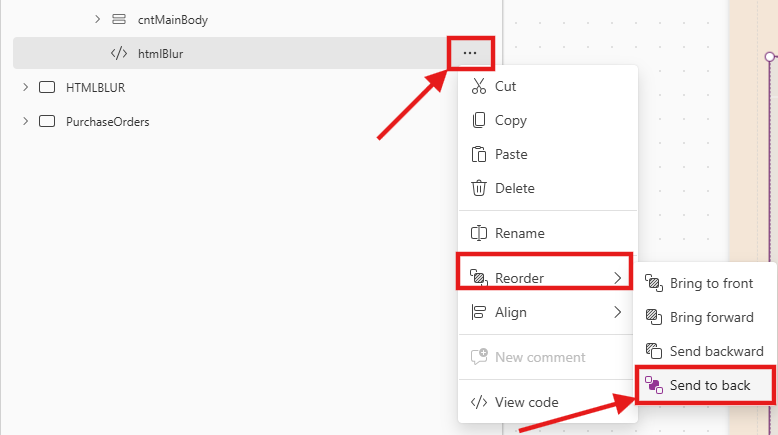 cntMainBody
htmlBlur
HTMLBLUR
PurchaseOrders
Cut
Copy
Paste
Delete
Rename
Reorder
Align
New comment
View code
Bring to front
Bring forward
Send backward
Send to back